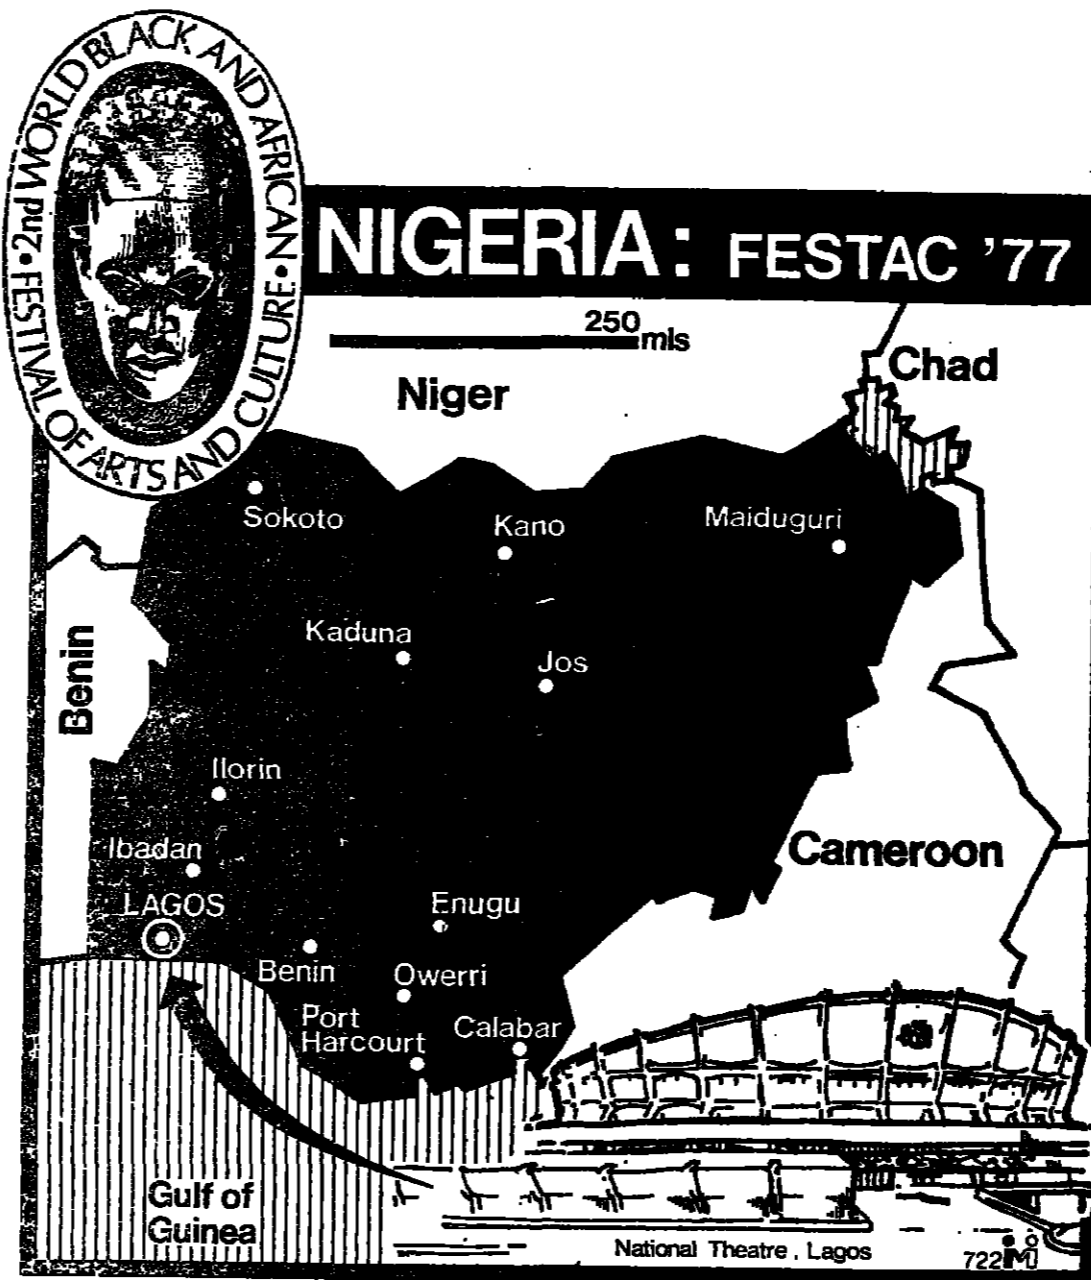 2nd WORLD BLACK AND AFRICAN • FESTIVAL OF ARTS AND CULTURE •
NIGERIA: FESTAC '77
250 mls
Niger
Chad
Sokoto
Kano
Maiduguri
Kaduna
Jos
Benin
Ilorin
Ibadan
Cameroon
LAGOS
Enugu
Benin
Owerri
Port
Harcourt
Calabar
Gulf of
Guinea
National Theatre, Lagos
722